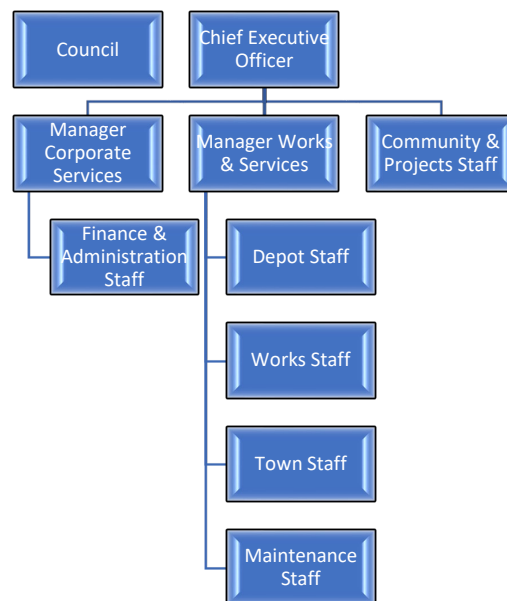 Council
Chief Executive
Officer
Manager
Corporate
Services
Manager Works
& Services
Community &
Projects Staff
Finance &
Administration
Staff
Depot Staff
Works Staff
Town Staff
Maintenance
Staff